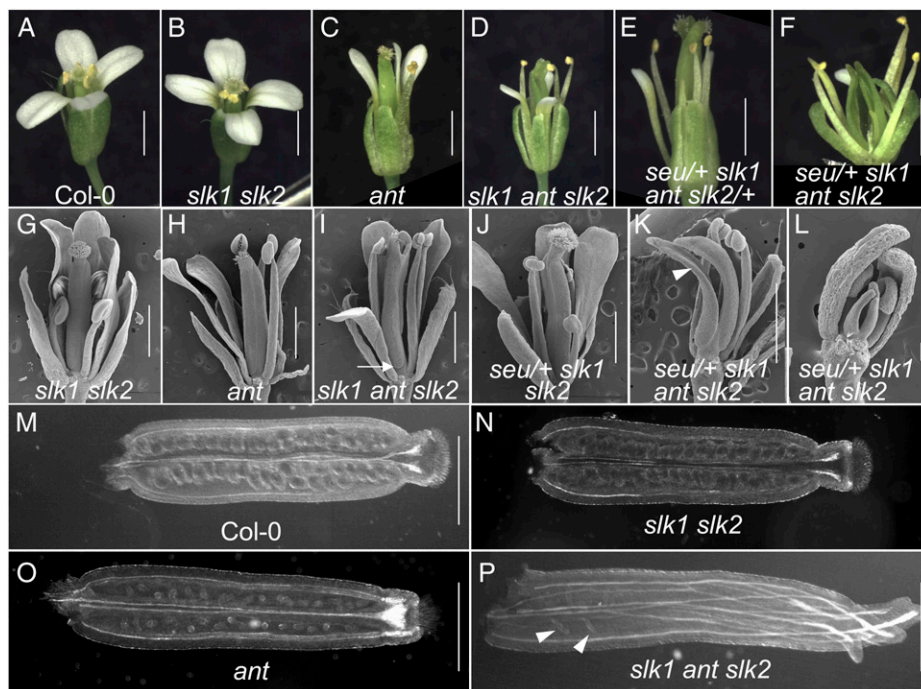 A
B
C
D
E
F
Col-0
slk1 slk2
ant
slk1 ant slk2
seu/+ slk1
ant slk2/+
seu/+ slk1
ant slk2
G
H
I
J
K
L
slk1 slk2
ant
slk1 ant slk2
seu/+ slk1
slk2
seu/+ slk1
ant slk2
seu/+ slk1
ant slk2
M
N
Col-0
slk1 slk2
O
P
ant
slk1 ant slk2